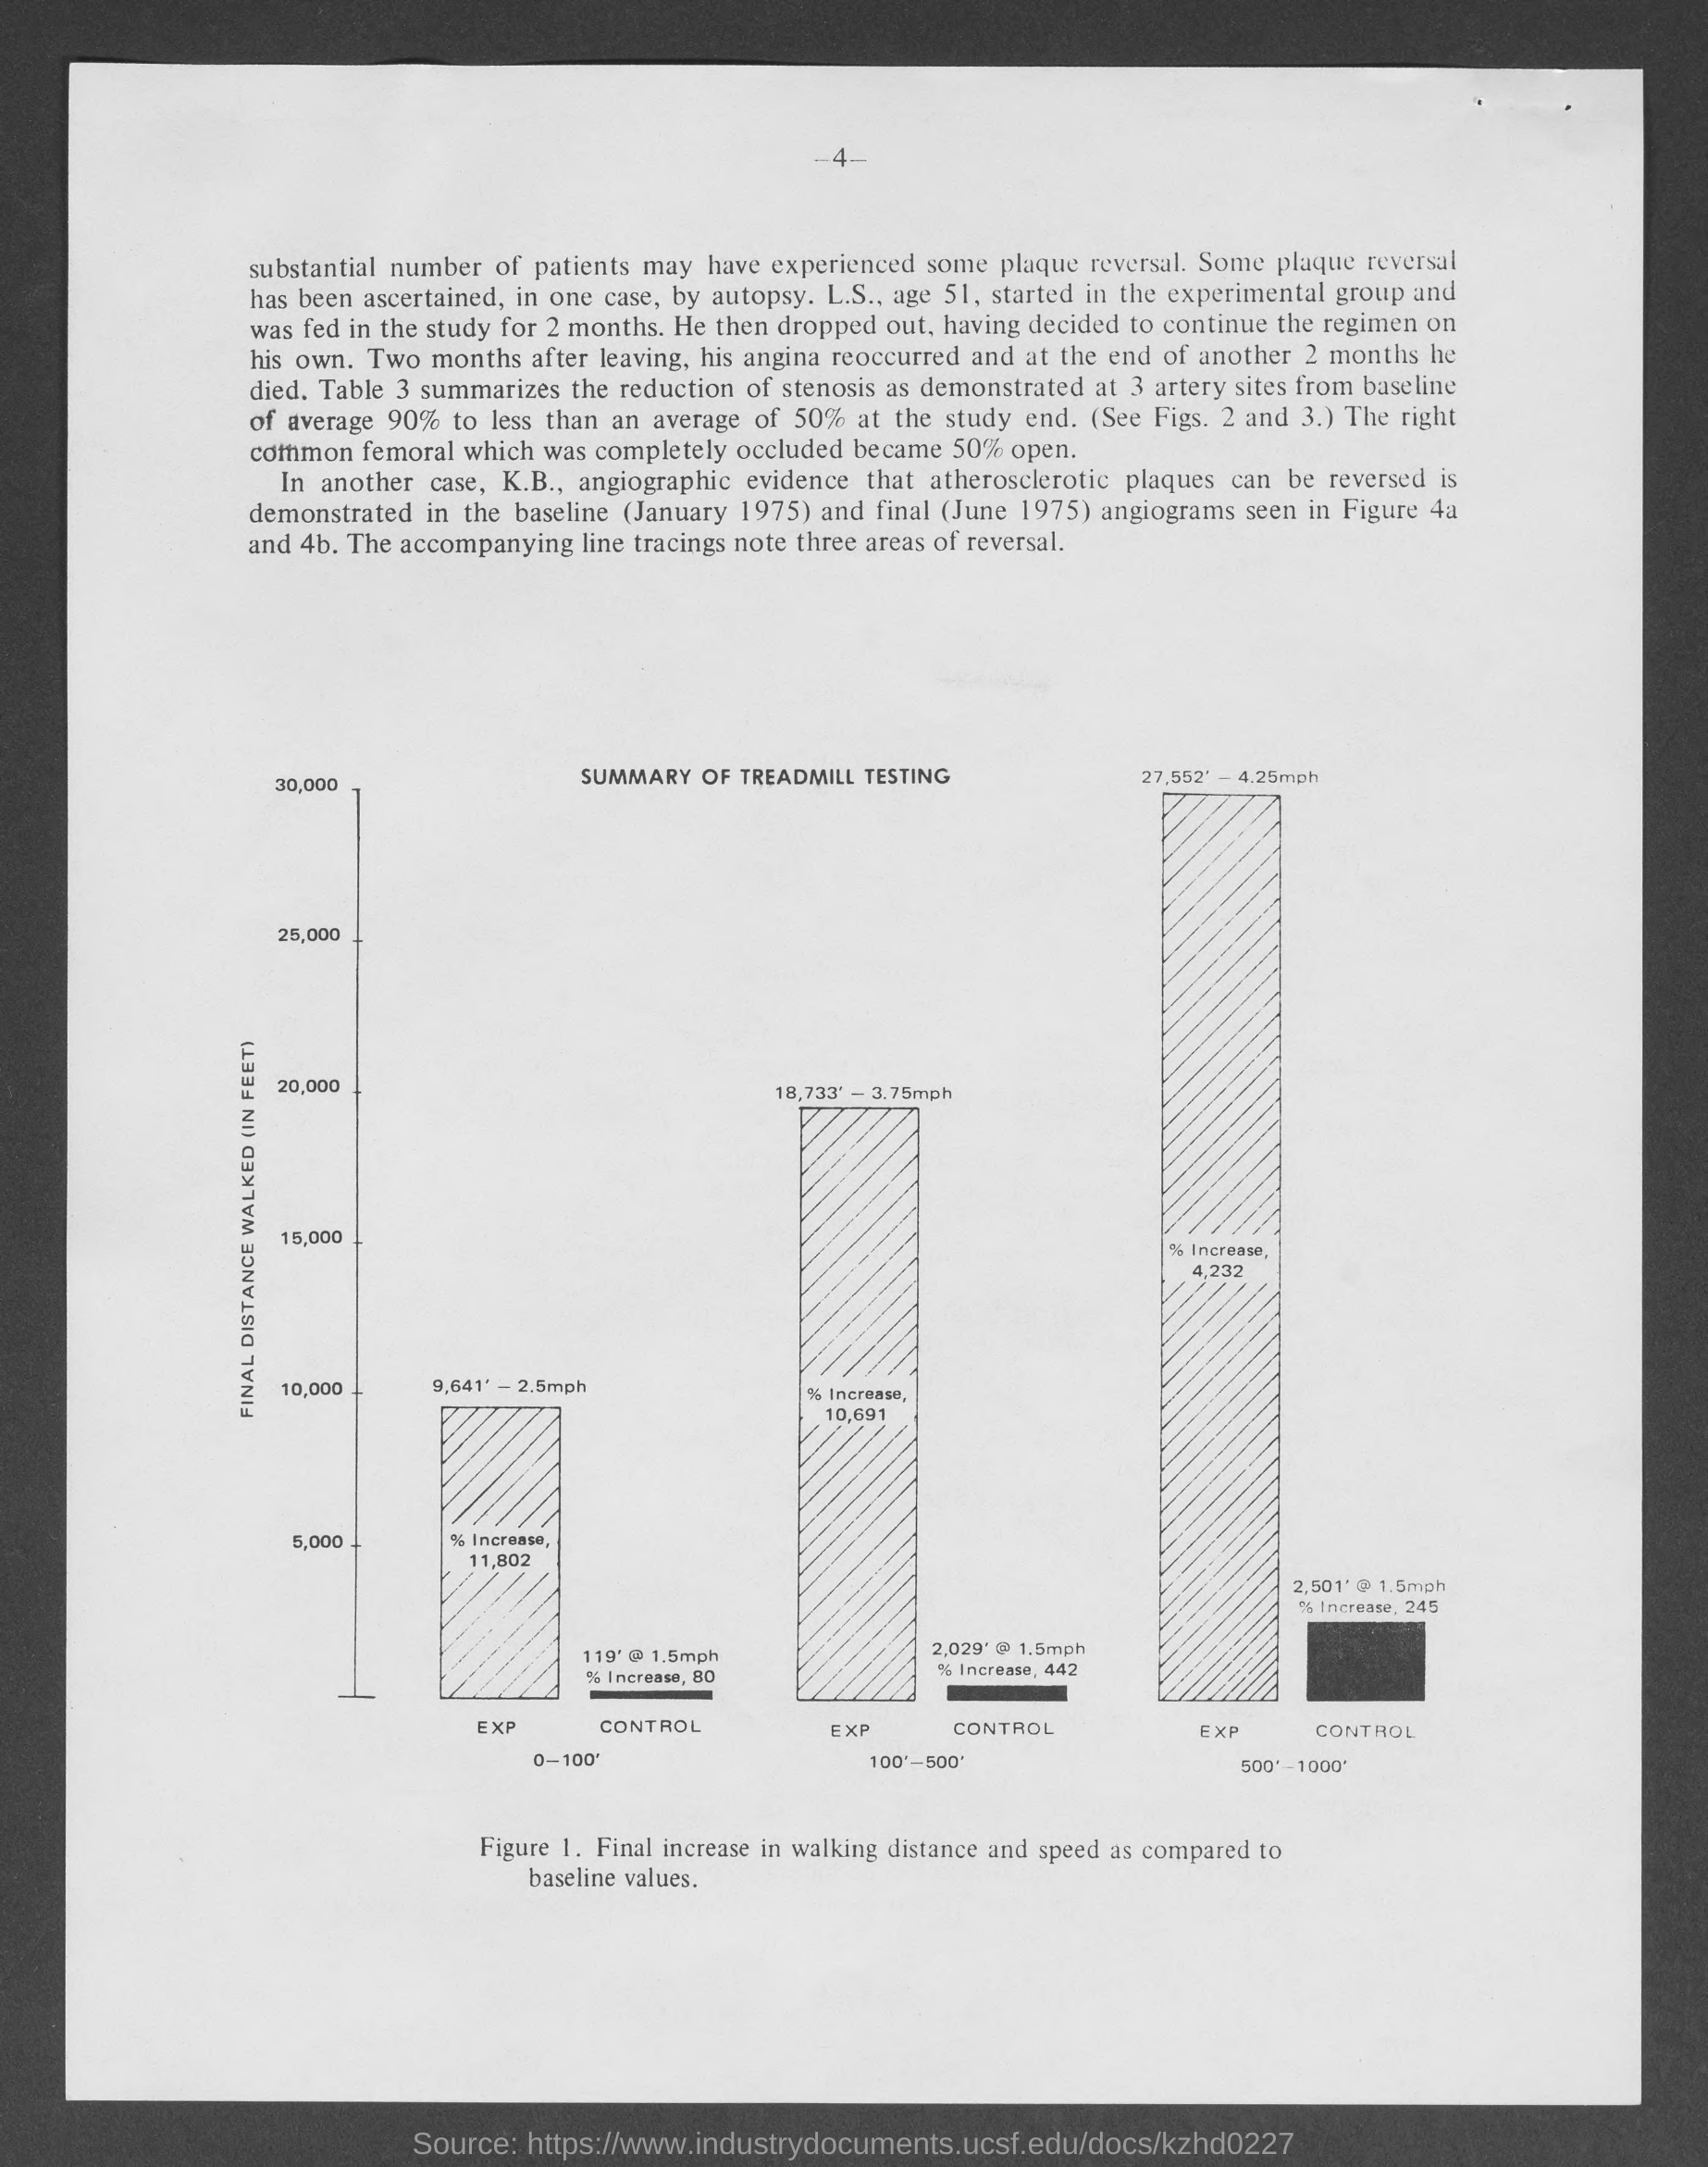 —4—
substantial number of patients may have experienced some plaque reversal. Some plaque reversal
has been ascertained, in one case, by autopsy. L.S., age 51, started in the experimental group and
was fed in the study for 2 months. He then dropped out, having decided to continue the regimen on
his own. Two months after leaving, his angina reoccurred and at the end of another 2 months he
died. Table 3 summarizes the reduction of stenosis as demonstrated at 3 artery sites from baseline
of average 90% to less than an average of 50% at the study end. (See Figs. 2 and 3.) The right
common femoral which was completely occluded became 50% open.
In another case, K.B., angiographic evidence that atherosclerotic plaques can be reversed is
demonstrated in the baseline (January 1975) and final (June 1975) angiograms seen in Figure 4a
and 4b. The accompanying line tracings note three areas of reversal.
SUMMARY OF TREADMILL TESTING
FINAL DISTANCE WALKED (IN FEET)
30,000
25,000
20,000
15,000
10,000
5,000
9,641' – 2.5mph
% Increase,
11,802
119' @ 1.5mph
% Increase, 80
EXP CONTROL
0–100'
18,733' – 3.75mph
% Increase,
10,691
2,029' @ 1.5mph
% Increase, 442
EXP CONTROL
100'–500'
27,552' – 4.25mph
% Increase,
4,232
2,501' @ 1.5mph
% Increase, 245
EXP CONTROL
500'–1000'
Figure 1. Final increase in walking distance and speed as compared to
baseline values.
Source: https://www.industrydocuments.ucsf.edu/docs/kzhd0227